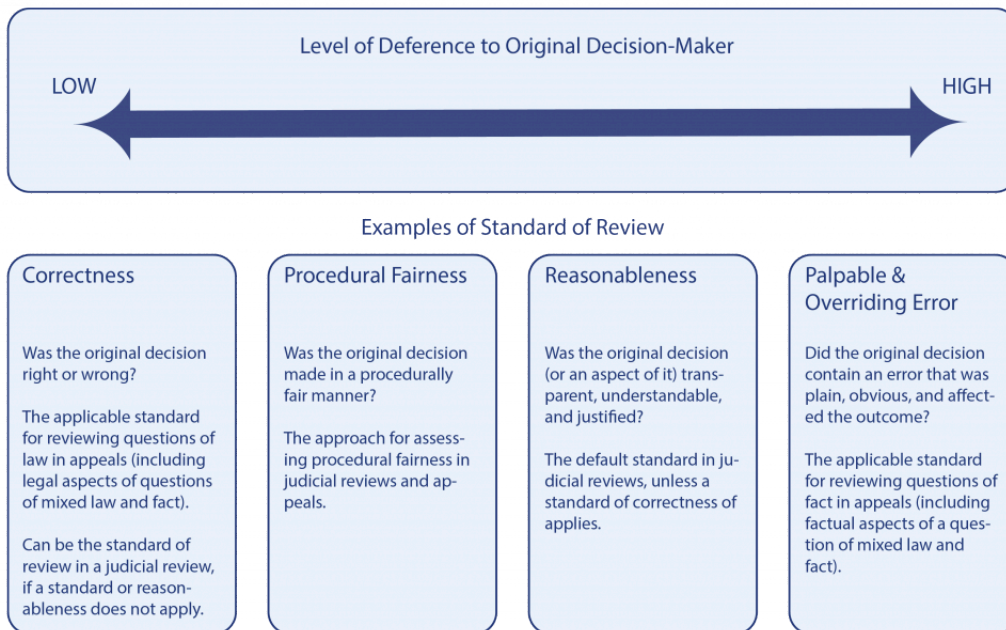 Level of Deference to Original Decision-Maker
LOW
HIGH
Examples of Standard of Review
Correctness
Was the original decision
right or wrong?
The applicable standard
for reviewing questions of
law in appeals (including
legal aspects of questions
of mixed law and fact).
Can be the standard of
review in a judicial review,
if a standard or reason-
ableness does not apply.
Procedural Fairness
Was the original decision
made in a procedurally
fair manner?
The approach for assess-
ing procedural fairness in
judicial reviews and ap-
peals.
Reasonableness
Was the original decision
(or an aspect of it) trans-
parent, understandable,
and justified?
The default standard in ju-
dicial reviews, unless a
standard of correctness of
applies.
Palpable &
Overriding Error
Did the original decision
contain an error that was
plain, obvious, and affect-
ed the outcome?
The applicable standard
for reviewing questions of
fact in appeals (including
factual aspects of a ques-
tion of mixed law and
fact).